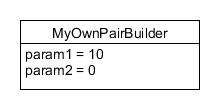 MyOwnPairBuilder
param1 = 10
param2 = 0